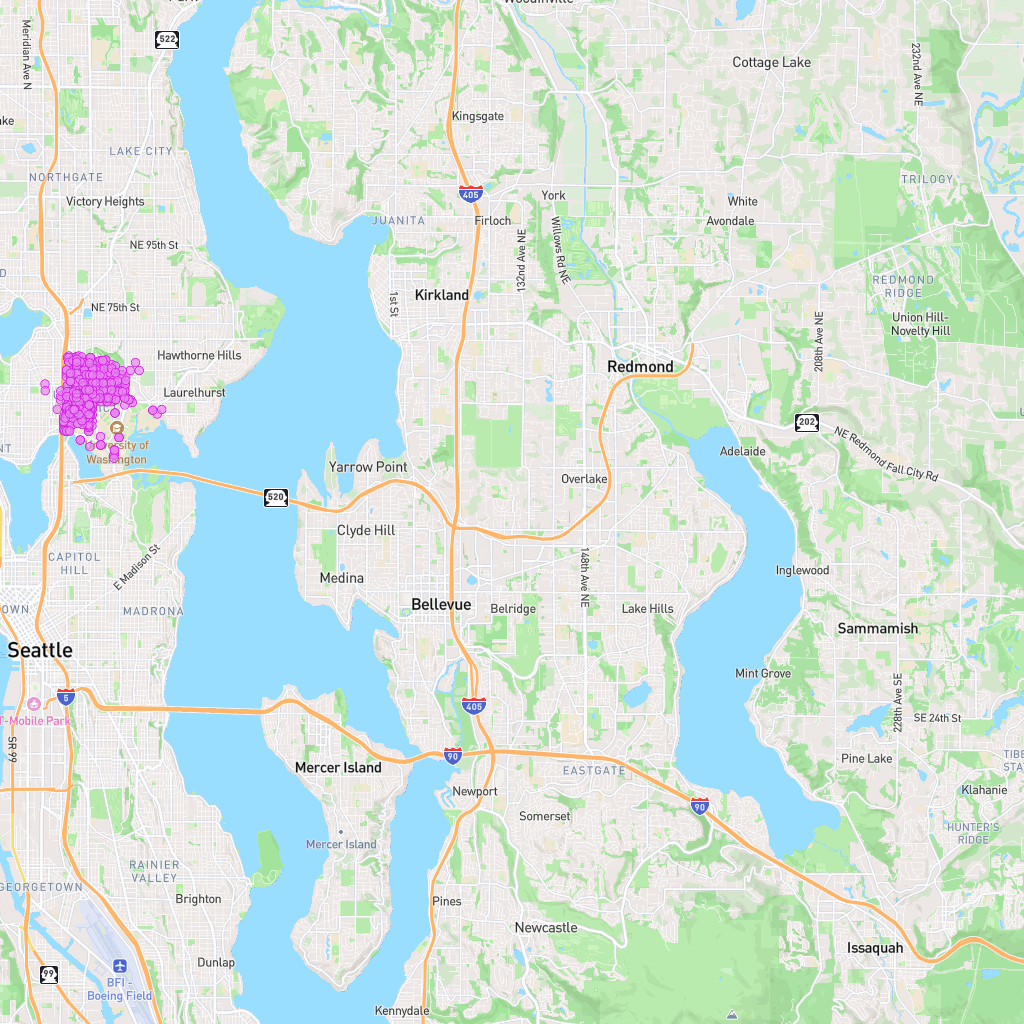 Woodinville
Meridian Ave N
522
232nd Ave NE
Cottage Lake
Kingsgate
LAKE CITY
NORTHGATE
TRILOGY
405
York
Victory Heights
White
JUANITA
Firloch
Avondale
NE 95th St
132nd Ave NE
Willows Rd NE
REDMOND
RIDGE
Kirkland
1st St
NE 75th St
Union Hill-
Novelty Hill
208th Ave NE
Hawthorne Hills
Redmond
Laurelhurst
202
NE Redmond Fall City Rd
University of
Washington
Adelaide
Yarrow Point
Overlake
520
Clyde Hill
CAPITOL
HILL
E Madison St
148th Ave NE
Inglewood
Medina
Bellevue
Belridge
Lake Hills
MADRONA
Sammamish
Seattle
Mint Grove
228th Ave SE
5
405
T-Mobile Park
SE 24th St
SR 99
90
Mercer Island
EASTGATE
Pine Lake
Newport
Klahanie
90
Somerset
HUNTER'S
RIDGE
Mercer Island
RAINIER
VALLEY
GEORGETOWN
Brighton
Pines
Newcastle
Issaquah
Dunlap
99
BFI -
Boeing Field
Kennydale